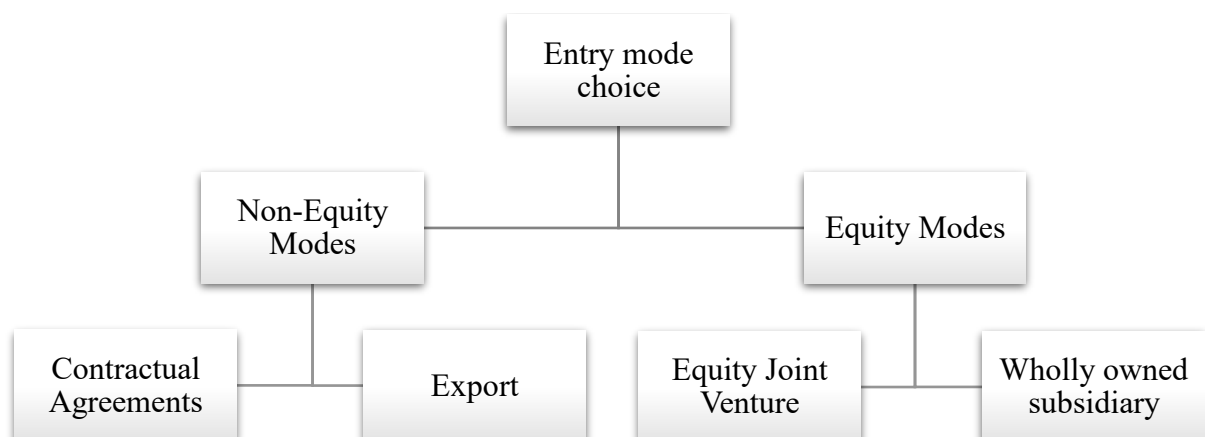 Entry mode
choice
Non-Equity
Modes
Equity Modes
Contractual
Agreements
Export
Equity Joint
Venture
Wholly owned
subsidiary